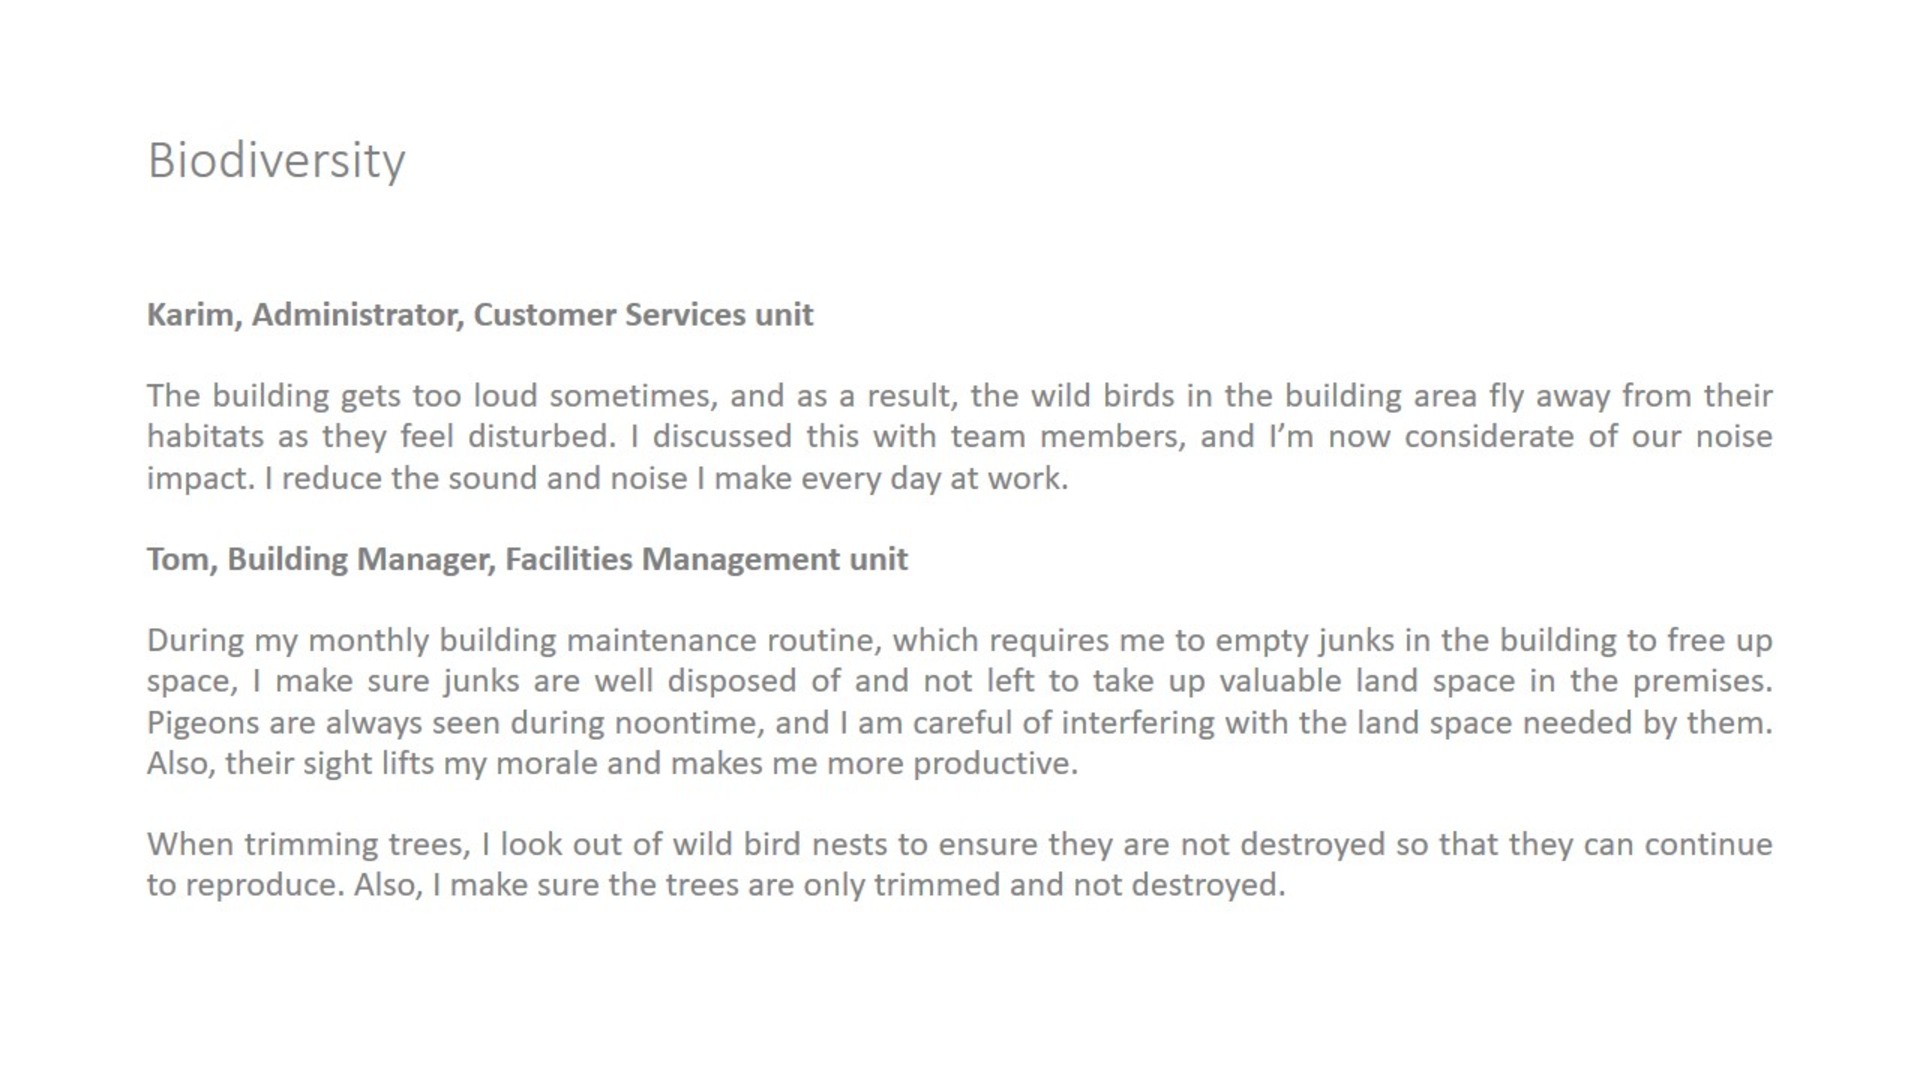 Biodiversity
Karim, Administrator, Customer Services unit
The building gets too loud sometimes, and as a result, the wild birds in the building area fly away from their
habitats as they feel disturbed. I discussed this with team members, and I’m now considerate of our noise
impact. I reduce the sound and noise I make every day at work.
Tom, Building Manager, Facilities Management unit
During my monthly building maintenance routine, which requires me to empty junks in the building to free up
space, I make sure junks are well disposed of and not left to take up valuable land space in the premises.
Pigeons are always seen during noontime, and I am careful of interfering with the land space needed by them.
Also, their sight lifts my morale and makes me more productive.
When trimming trees, I look out of wild bird nests to ensure they are not destroyed so that they can continue
to reproduce. Also, I make sure the trees are only trimmed and not destroyed.